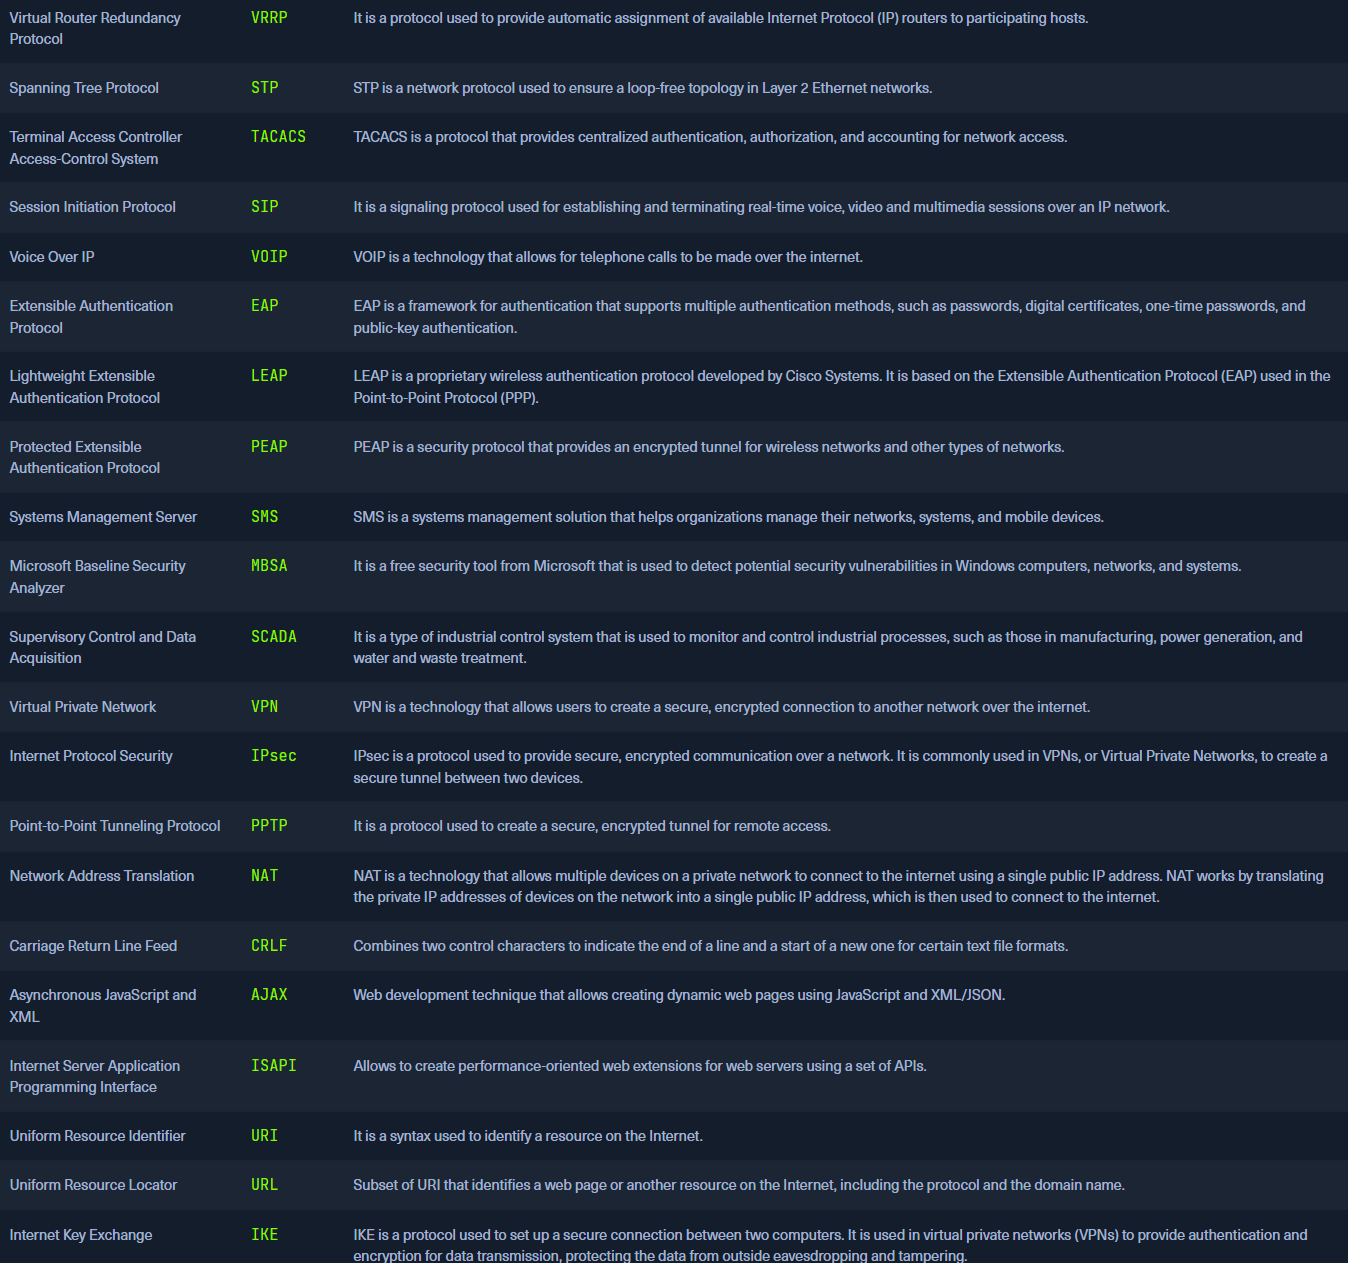 Virtual Router Redundancy
Protocol
VRRP
It is a protocol used to provide automatic assignment of available Internet Protocol (IP) routers to participating hosts.
Spanning Tree Protocol
STP
STP is a network protocol used to ensure a loop-free topology in Layer 2 Ethernet networks.
Terminal Access Controller
Access-Control System
TACACS
TACACS is a protocol that provides centralized authentication, authorization, and accounting for network access.
Session Initiation Protocol
SIP
It is a signaling protocol used for establishing and terminating real-time voice, video and multimedia sessions over an IP network.
Voice Over IP
VOIP
VOIP is a technology that allows for telephone calls to be made over the internet.
Extensible Authentication
Protocol
EAP
EAP is a framework for authentication that supports multiple authentication methods, such as passwords, digital certificates, one-time passwords, and
public-key authentication.
Lightweight Extensible
Authentication Protocol
LEAP
LEAP is a proprietary wireless authentication protocol developed by Cisco Systems. It is based on the Extensible Authentication Protocol (EAP) used in the
Point-to-Point Protocol (PPP).
Protected Extensible
Authentication Protocol
PEAP
PEAP is a security protocol that provides an encrypted tunnel for wireless networks and other types of networks.
Systems Management Server
SMS
SMS is a systems management solution that helps organizations manage their networks, systems, and mobile devices.
Microsoft Baseline Security
Analyzer
MBSA
It is a free security tool from Microsoft that is used to detect potential security vulnerabilities in Windows computers, networks, and systems.
Supervisory Control and Data
Acquisition
SCADA
It is a type of industrial control system that is used to monitor and control industrial processes, such as those in manufacturing, power generation, and
water and waste treatment.
Virtual Private Network
VPN
VPN is a technology that allows users to create a secure, encrypted connection to another network over the internet.
Internet Protocol Security
IPsec
IPsec is a protocol used to provide secure, encrypted communication over a network. It is commonly used in VPNs, or Virtual Private Networks, to create a
secure tunnel between two devices.
Point-to-Point Tunneling Protocol
PPTP
It is a protocol used to create a secure, encrypted tunnel for remote access.
Network Address Translation
NAT
NAT is a technology that allows multiple devices on a private network to connect to the internet using a single public IP address. NAT works by translating
the private IP addresses of devices on the network into a single public IP address, which is then used to connect to the internet.
Carriage Return Line Feed
CRLF
Combines two control characters to indicate the end of a line and a start of a new one for certain text file formats.
Asynchronous JavaScript and
XML
AJAX
Web development technique that allows creating dynamic web pages using JavaScript and XML/JSON.
Internet Server Application
Programming Interface
ISAPI
Allows to create performance-oriented web extensions for web servers using a set of APIs.
Uniform Resource Identifier
URI
It is a syntax used to identify a resource on the Internet.
Uniform Resource Locator
URL
Subset of URI that identifies a web page or another resource on the Internet, including the protocol and the domain name.
Internet Key Exchange
IKE
IKE is a protocol used to set up a secure connection between two computers. It is used in virtual private networks (VPNs) to provide authentication and
encryption for data transmission, protecting the data from outside eavesdropping and tampering.